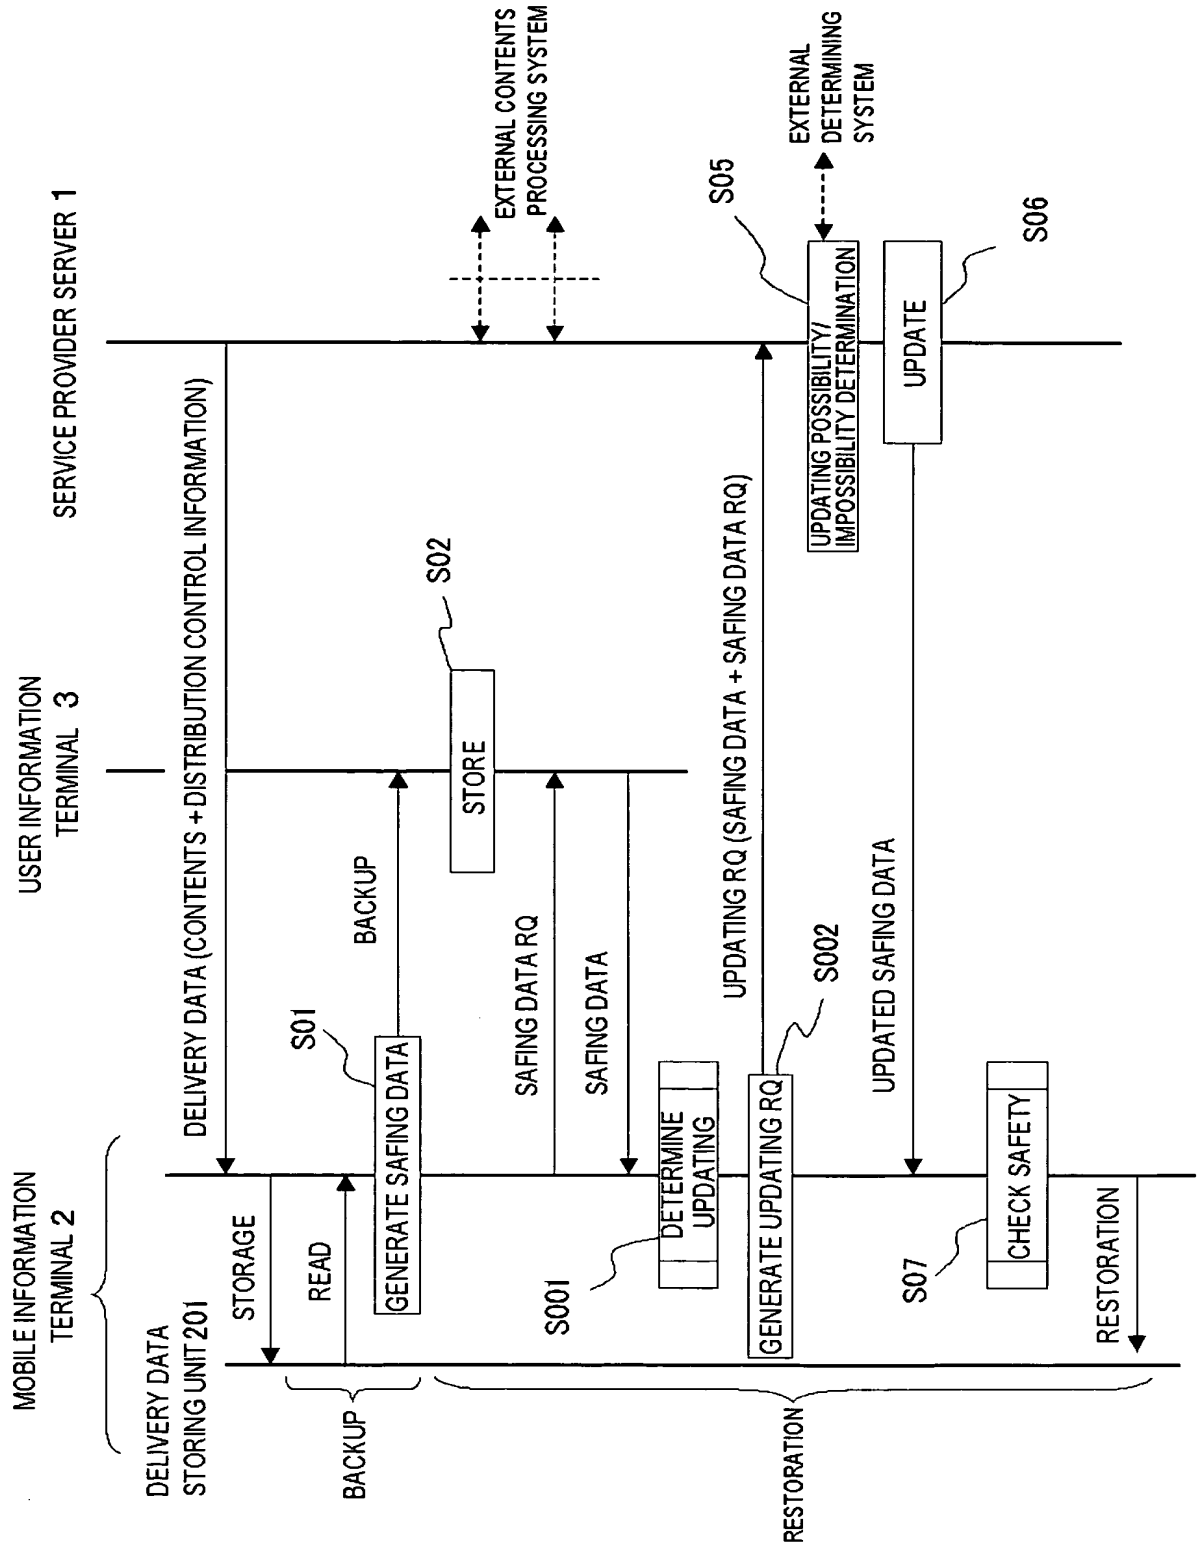 MOBILE INFORMATION
TERMINAL 2
DELIVERY DATA
STORING UNIT 201
USER INFORMATION
TERMINAL 3
SERVICE PROVIDER SERVER 1
DELIVERY DATA (CONTENTS + DISTRIBUTION CONTROL INFORMATION)
STORAGE
READ
BACKUP
S01
GENERATE SAFING DATA
BACKUP
S02
STORE
EXTERNAL CONTENTS
PROCESSING SYSTEM
SAFING DATA RQ
SAFING DATA
S001
DETERMINE
UPDATING
GENERATE UPDATING RQ
S002
UPDATING RQ (SAFING DATA + SAFING DATA RQ)
S05
UPDATING POSSIBILITY/
IMPOSSIBILITY DETERMINATION
EXTERNAL
DETERMINING
SYSTEM
UPDATE
S06
UPDATED SAFING DATA
S07
CHECK SAFETY
RESTORATION
RESTORATION